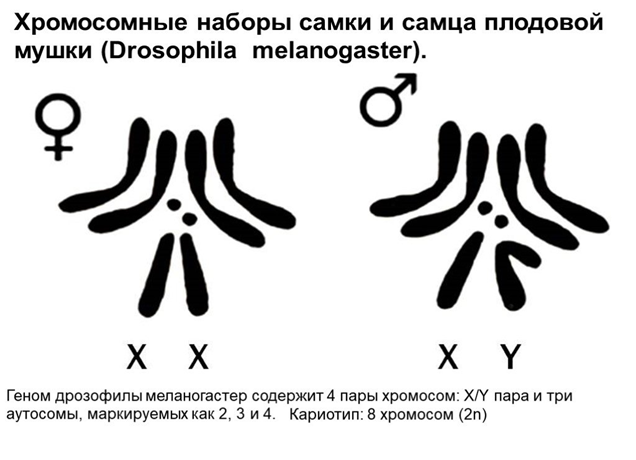 Хромосомные наборы самки и самца плодовой
мушки (Drosophila melanogaster).
♀
♂
X X
X Y
Геном дрозофилы меланогастер содержит 4 пары хромосом: X/Y пара и три
аутосомы, маркируемых как 2, 3 и 4. Кариотип: 8 хромосом (2n)